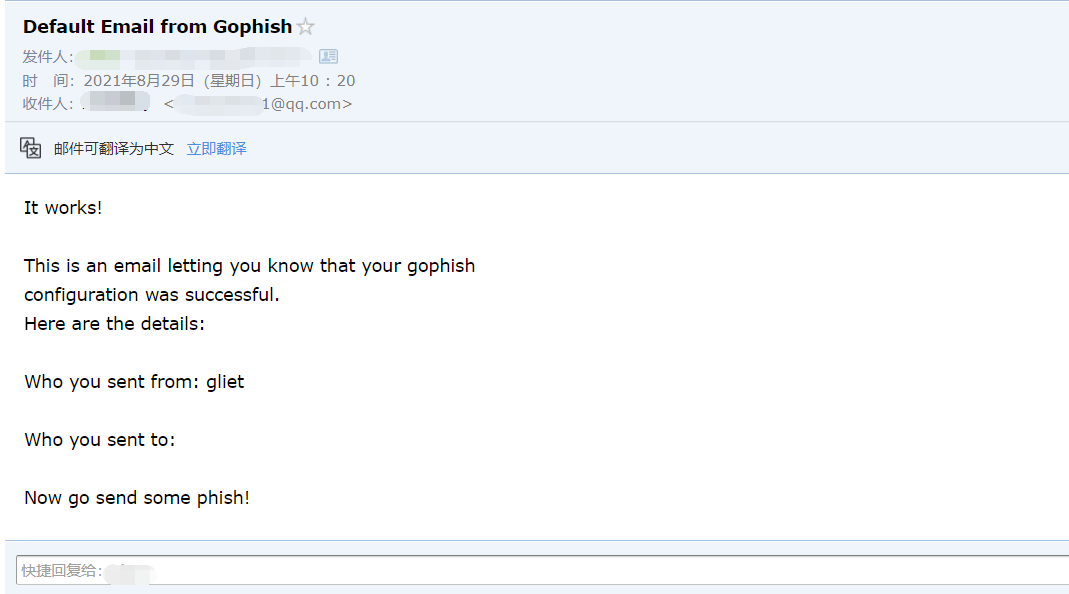 Default Email from Gophish
发件人：
时 间：2021年8月29日（星期日）上午10：20
收件人： <1@qq.com>
邮件可翻译为中文 立即翻译
It works!
This is an email letting you know that your gophish
configuration was successful.
Here are the details:
Who you sent from: gliet
Who you sent to:
Now go send some phish!
快捷回复给：